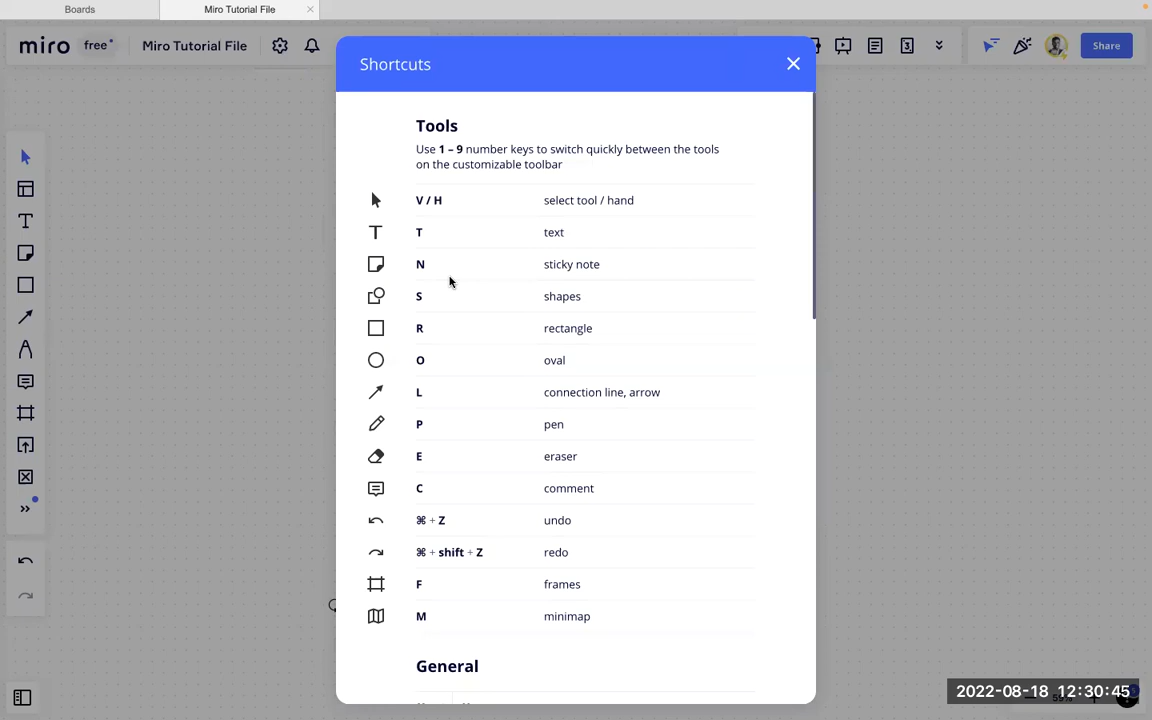 Boards
Miro Tutorial File
miro free
Miro Tutorial File
Share
Shortcuts
Tools
Use 1 – 9 number keys to switch quickly between the tools
on the customizable toolbar
V / H select tool / hand
T text
N sticky note
S shapes
R rectangle
O oval
L connection line, arrow
P pen
E eraser
C comment
⌘ + Z undo
⌘ + shift + Z redo
F frames
M minimap
General
2022-08-18 12:30:45